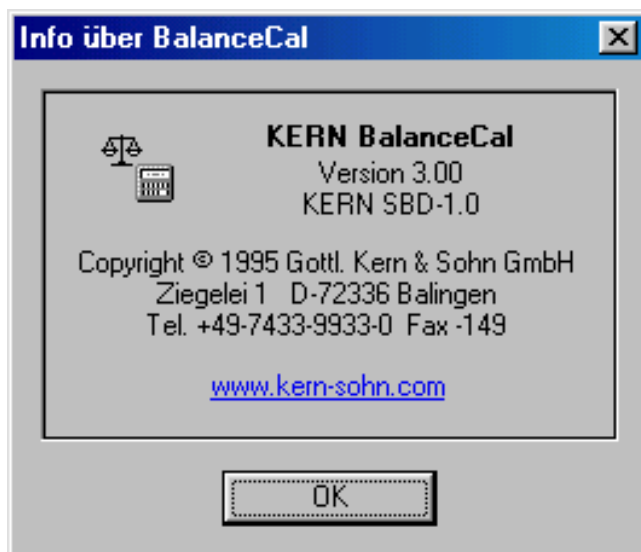 Info über BalanceCal
KERN BalanceCal
Version 3.00
KERN SBD-1.0
Copyright © 1995 Gottl. Kern & Sohn GmbH
Ziegelei 1 D-72336 Balingen
Tel. +49-7433-9933-0 Fax -149
www.kern-sohn.com
OK